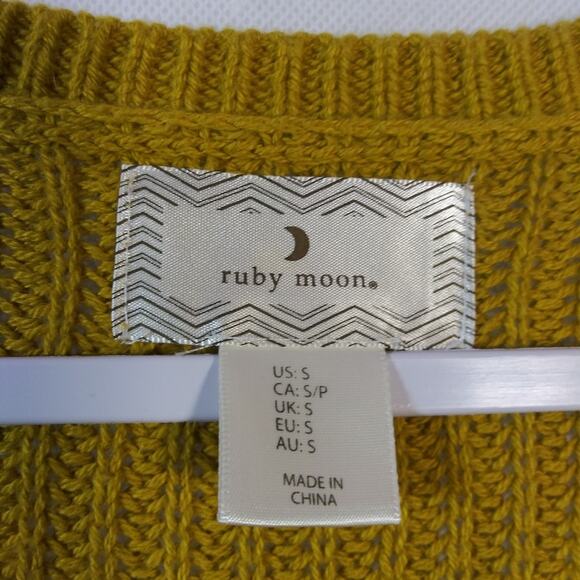 ruby moon®
US: S
CA: S/P
UK: S
EU: S
AU: S
MADE IN
CHINA